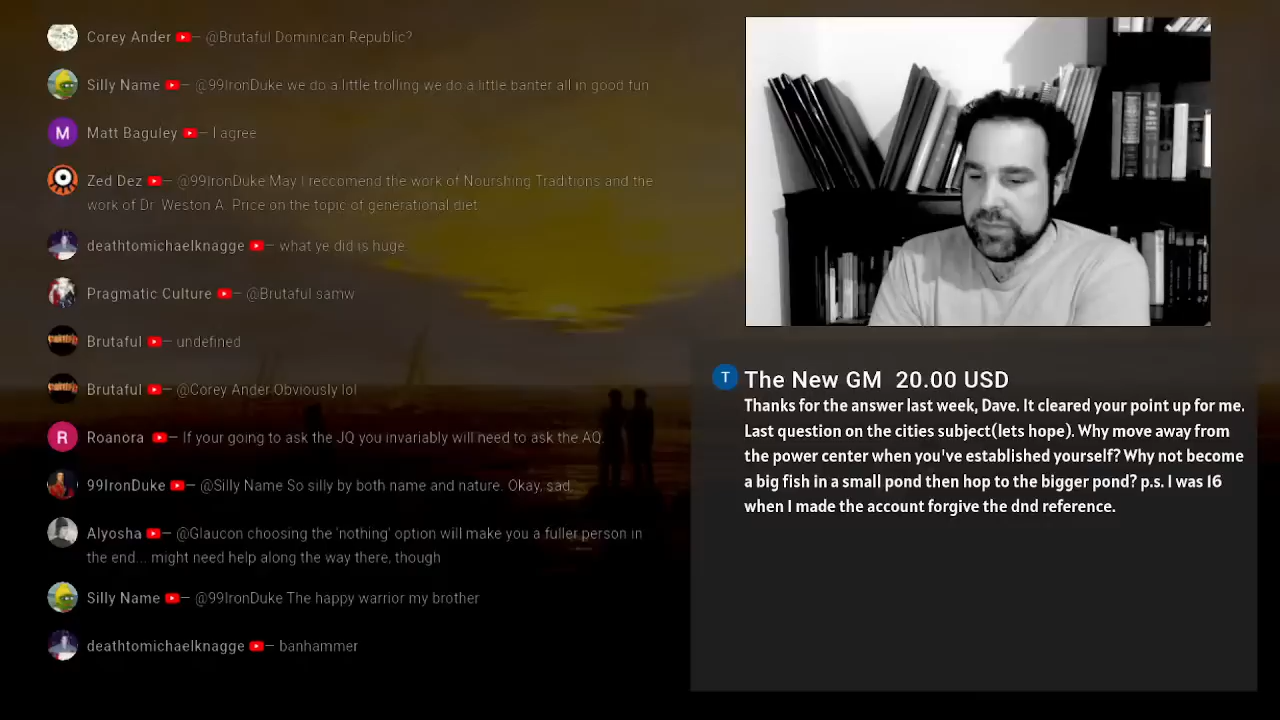 Corey Ander — @Brutaful Dominican Republic?
Silly Name — @99IronDuke we do a little trolling we do a little banter all in good fun
M Matt Baguley — I agree
Zed Dez — @99IronDuke May I reccomend the work of Nourshing Traditions and the
work of Dr. Weston A. Price on the topic of generational diet
deathtomichaelknagge — what ye did is huge
Pragmatic Culture — @Brutaful samw
Brutaful — undefined
Brutaful — @Corey Ander Obviously lol
R Roanora — If your going to ask the JQ you invariably will need to ask the AQ.
99IronDuke — @Silly Name So silly by both name and nature. Okay, sad,
Alyosha — @Glaucon choosing the 'nothing' option will make you a fuller person in
the end... might need help along the way there, though
Silly Name — @99IronDuke The happy warrior my brother
deathtomichaelknagge — banhammer
T The New GM 20.00 USD
Thanks for the answer last week, Dave. It cleared your point up for me.
Last question on the cities subject(lets hope). Why move away from
the power center when you've established yourself? Why not become
a big fish in a small pond then hop to the bigger pond? p.s. I was 16
when I made the account forgive the dnd reference.